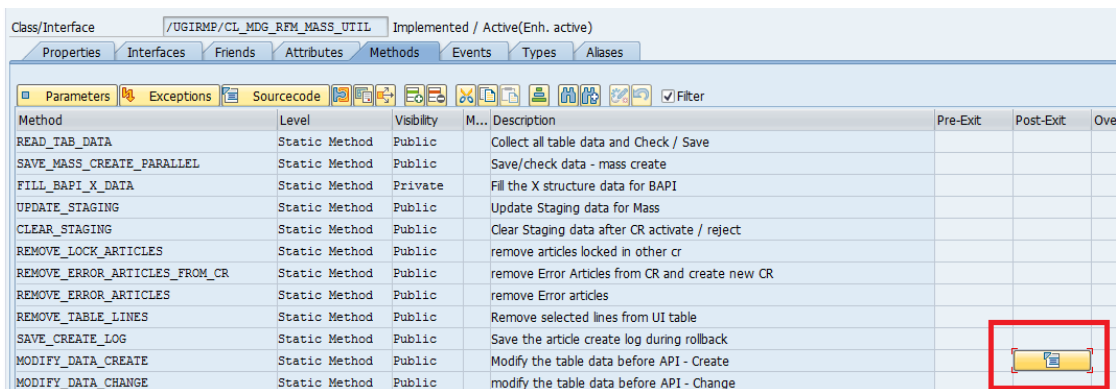 Class/Interface /UGIRMP/CL_MDG_RFM_MASS_UTIL Implemented / Active(Enh. active)
Properties Interfaces Friends Attributes Methods Events Types Aliases
Parameters Exceptions Sourcecode Filter
Method Level Visibility M... Description Pre-Exit Post-Exit Ove
READ_TAB_DATA Static Method Public Collect all table data and Check / Save
SAVE_MASS_CREATE_PARALLEL Static Method Public Save/check data - mass create
FILL_BAPI_X_DATA Static Method Private Fill the X structure data for BAPI
UPDATE_STAGING Static Method Public Update Staging data for Mass
CLEAR_STAGING Static Method Public Clear Staging data after CR activate / reject
REMOVE_LOCK_ARTICLES Static Method Public remove articles locked in other cr
REMOVE_ERROR_ARTICLES_FROM_CR Static Method Public remove Error Articles from CR and create new CR
REMOVE_ERROR_ARTICLES Static Method Public remove Error articles
REMOVE_TABLE_LINES Static Method Public Remove selected lines from UI table
SAVE_CREATE_LOG Static Method Public Save the article create log during rollback
MODIFY_DATA_CREATE Static Method Public Modify the table data before API - Create
MODIFY_DATA_CHANGE Static Method Public modify the table data before API - Change